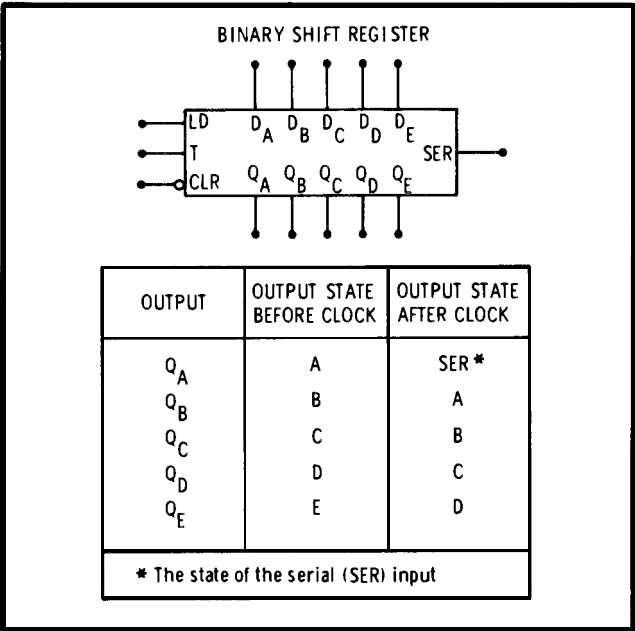 BINARY SHIFT REGISTER
LD
D_A D_B D_C D_D D_E
T
SER
CLR
Q_A Q_B Q_C Q_D Q_E
OUTPUT
OUTPUT STATE BEFORE CLOCK
OUTPUT STATE AFTER CLOCK
Q_A A SER*
Q_B B A
Q_C C B
Q_D D C
Q_E E D
* The state of the serial (SER) input